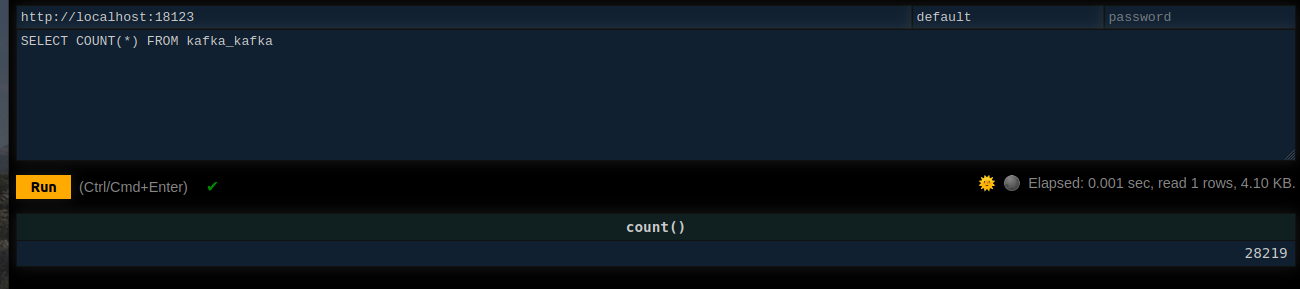 http://localhost:18123 default password
SELECT COUNT(*) FROM kafka_kafka
Run (Ctrl/Cmd+Enter) ✔ 🌞 🌑 Elapsed: 0.001 sec, read 1 rows, 4.10 KB.
count()
28219